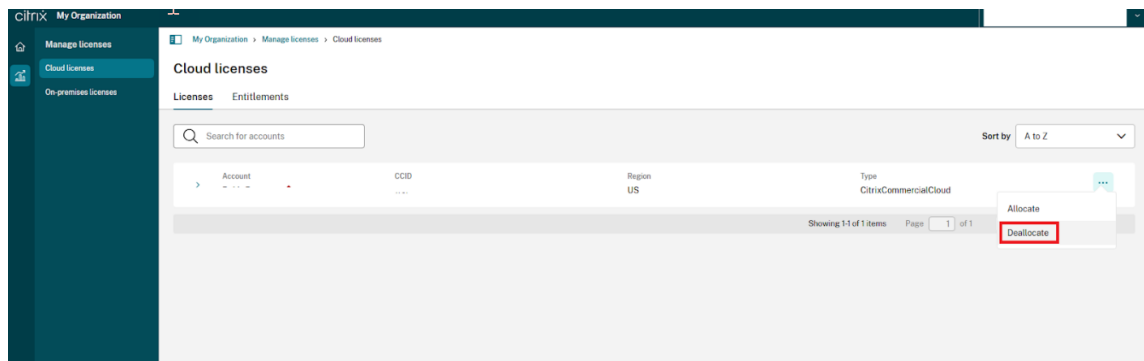 citrix My Organization
Manage licenses
Cloud licenses
On-premises licenses
My Organization > Manage licenses > Cloud licenses
Cloud licenses
Licenses Entitlements
Search for accounts
Sort by A to Z
Account CCID Region Type
US CitrixCommercialCloud
Allocate
Showing 1-1 of 1 items Page 1 of 1
Deallocate